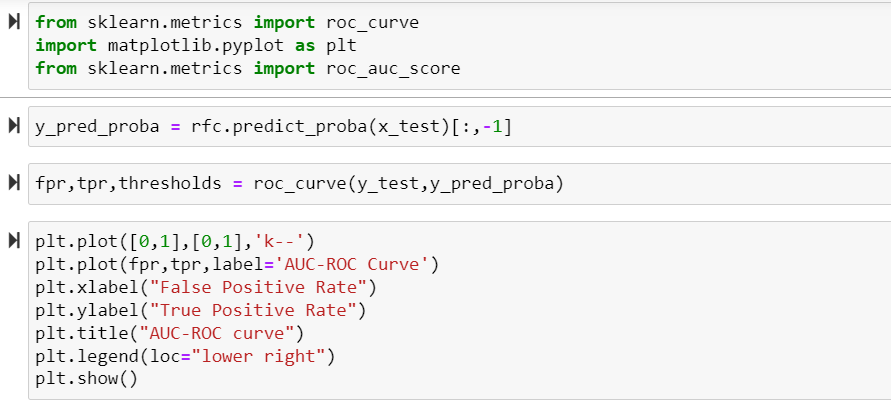 from sklearn.metrics import roc_curve
import matplotlib.pyplot as plt
from sklearn.metrics import roc_auc_score
y_pred_proba = rfc.predict_proba(x_test)[:,-1]
fpr,tpr,thresholds = roc_curve(y_test,y_pred_proba)
plt.plot([0,1],[0,1],'k--')
plt.plot(fpr,tpr,label='AUC-ROC Curve')
plt.xlabel("False Positive Rate")
plt.ylabel("True Positive Rate")
plt.title("AUC-ROC curve")
plt.legend(loc="lower right")
plt.show()